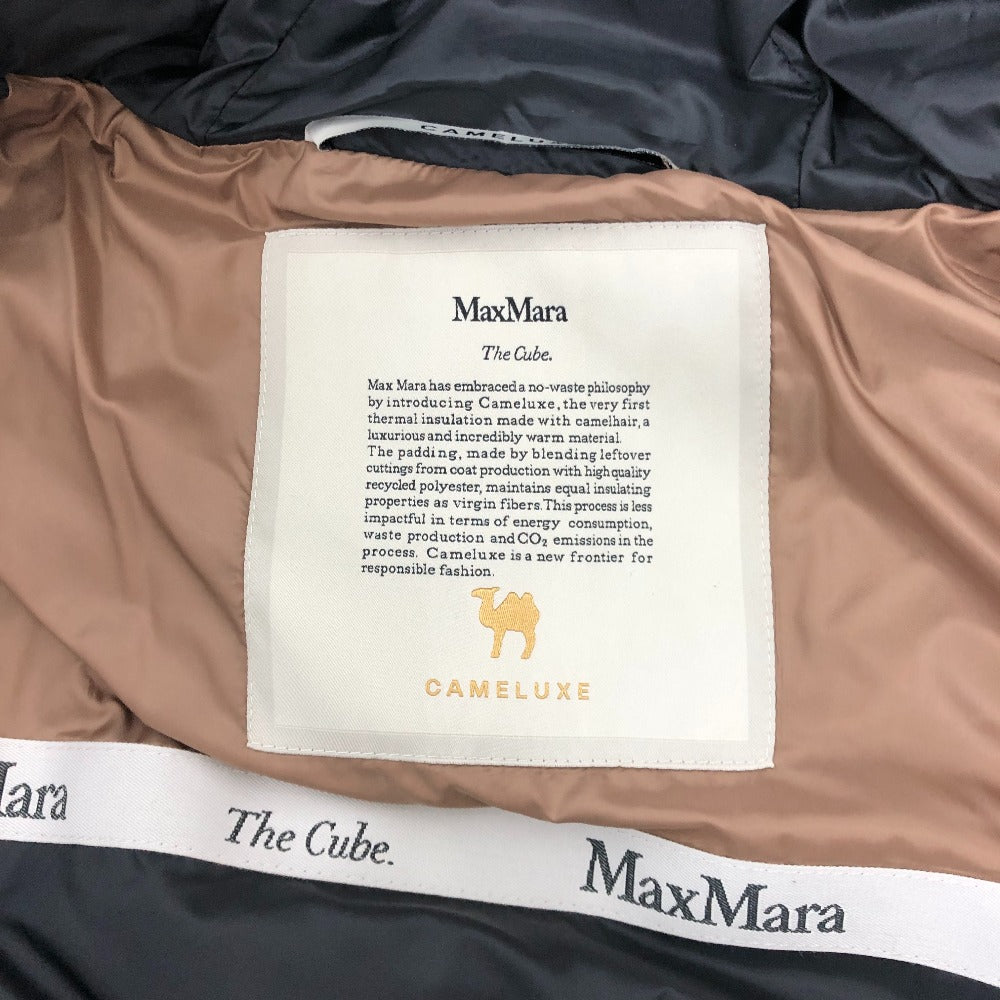 CAMELUX
MaxMara
The Cube.
Max Mara has embraced a no-waste philosophy
by introducing Cameluxe, the very first
thermal insulation made with camelhair, a
luxurious and incredibly warm material.
The padding, made by blending leftover
cuttings from coat production with high quality
recycled polyester, maintains equal insulating
properties as virgin fibers. This process is less
impactful in terms of energy consumption,
waste production and CO₂ emissions in the
process. Cameluxe is a new frontier for
responsible fashion.
CAMELUXE
Mara The Cube. MaxMara